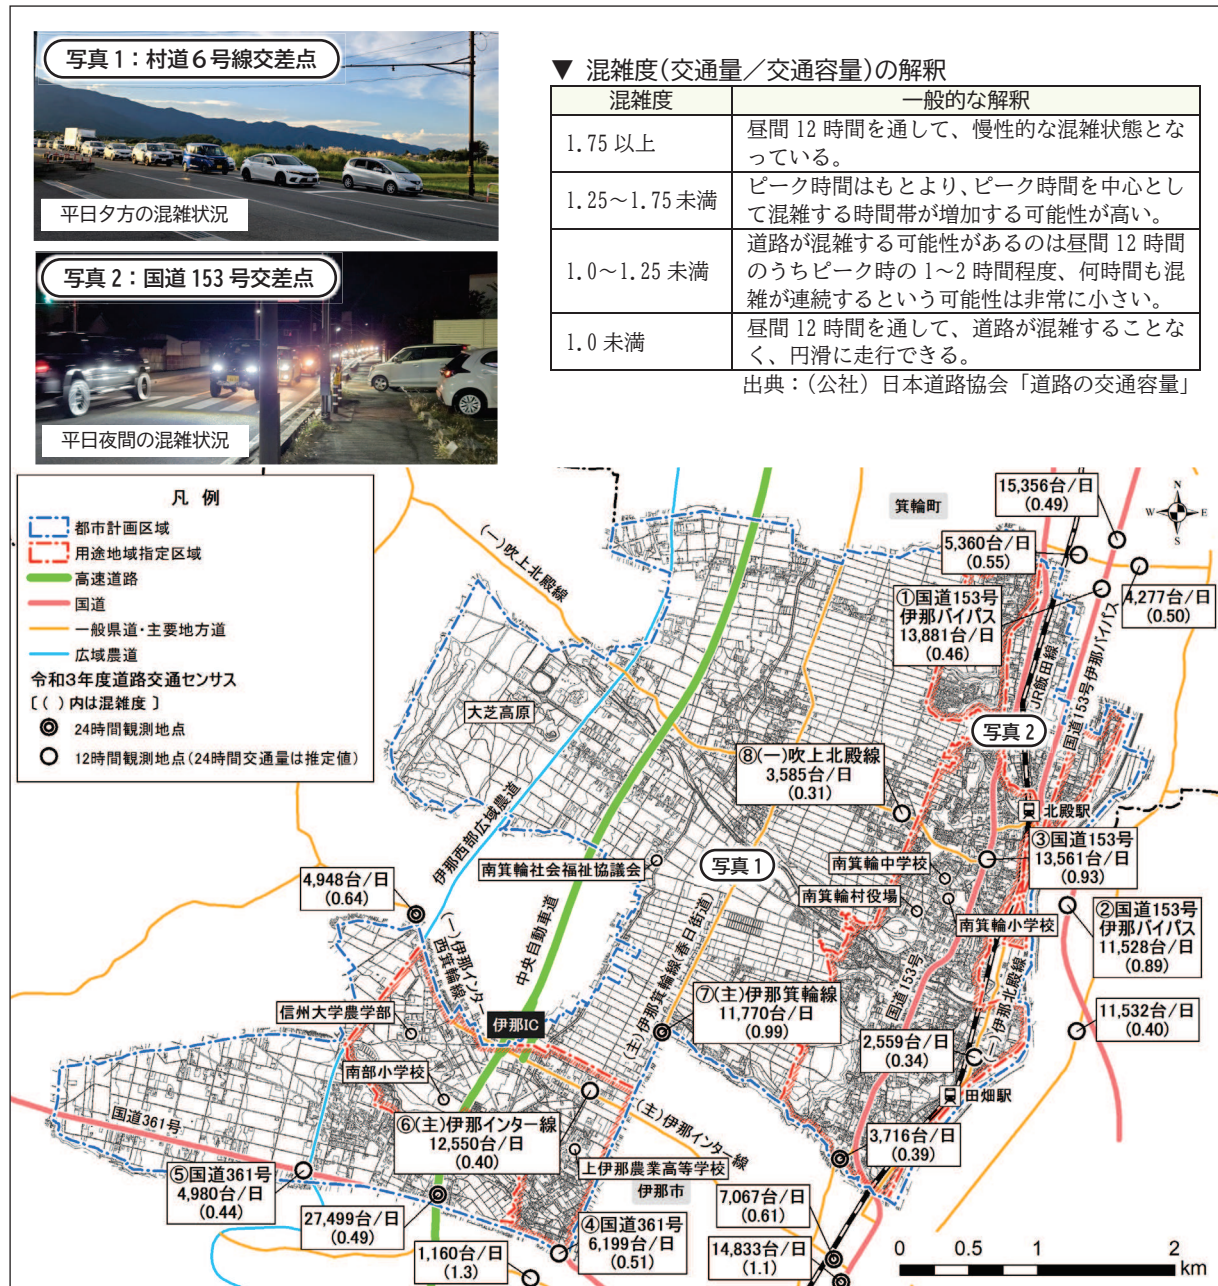 写真1：村道6号線交差点
平日夕方の混雑状況
写真2：国道153号交差点
平日夜間の混雑状況
▼ 混雑度(交通量／交通容量)の解釈
混雑度
一般的な解釈
1.75以上
昼間12時間を通して、慢性的な混雑状態とな
っている。
1.25～1.75未満
ピーク時間はもとより、ピーク時間を中心とし
て混雑する時間帯が増加する可能性が高い。
1.0～1.25未満
道路が混雑する可能性があるのは昼間12時間
のうちピーク時の1～2時間程度、何時間も混
雑が連続するという可能性は非常に小さい。
1.0未満
昼間12時間を通して、道路が混雑することな
く、円滑に走行できる。
出典：（公社）日本道路協会「道路の交通容量」
凡 例
都市計画区域
用途地域指定区域
高速道路
国道
一般県道・主要地方道
広域農道
令和3年度道路交通センサス
[( )内は混雑度 ]
24時間観測地点
12時間観測地点(24時間交通量は推定値)
箕輪町
15,356台/日
(0.49)
N
W
E
S
5,360台/日
(0.55)
4,277台/日
(0.50)
(一)吹上北殿線
①国道153号
伊那バイパス
13,881台/日
(0.46)
JR飯田線
国道153号伊那バイパス
大芝高原
写真2
⑧(一)吹上北殿線
3,585台/日
(0.31)
北殿駅
伊那西部広域農道
南箕輪社会福祉協議会
写真1
南箕輪中学校
③国道153号
13,561台/日
(0.93)
南箕輪村役場
南箕輪小学校
4,948台/日
(0.64)
②国道153号
伊那バイパス
11,528台/日
(0.89)
(一)伊那インター
西箕輪線
中央自動車道
(主)伊那箕輪線(春日街道)
国道153号
(一)伊那北殿線
⑦(主)伊那箕輪線
11,770台/日
(0.99)
信州大学農学部
伊那IC
11,532台/日
(0.40)
2,559台/日
(0.34)
南部小学校
田畑駅
国道361号
⑥(主)伊那インター線
12,550台/日
(0.40)
(主)伊那インター線
3,716台/日
(0.39)
上伊那農業高等学校
伊那市
⑤国道361号
4,980台/日
(0.44)
27,499台/日
(0.49)
④国道361号
6,199台/日
(0.51)
7,067台/日
(0.61)
1,160台/日
(1.3)
14,833台/日
(1.1)
0
0.5
1
2
km